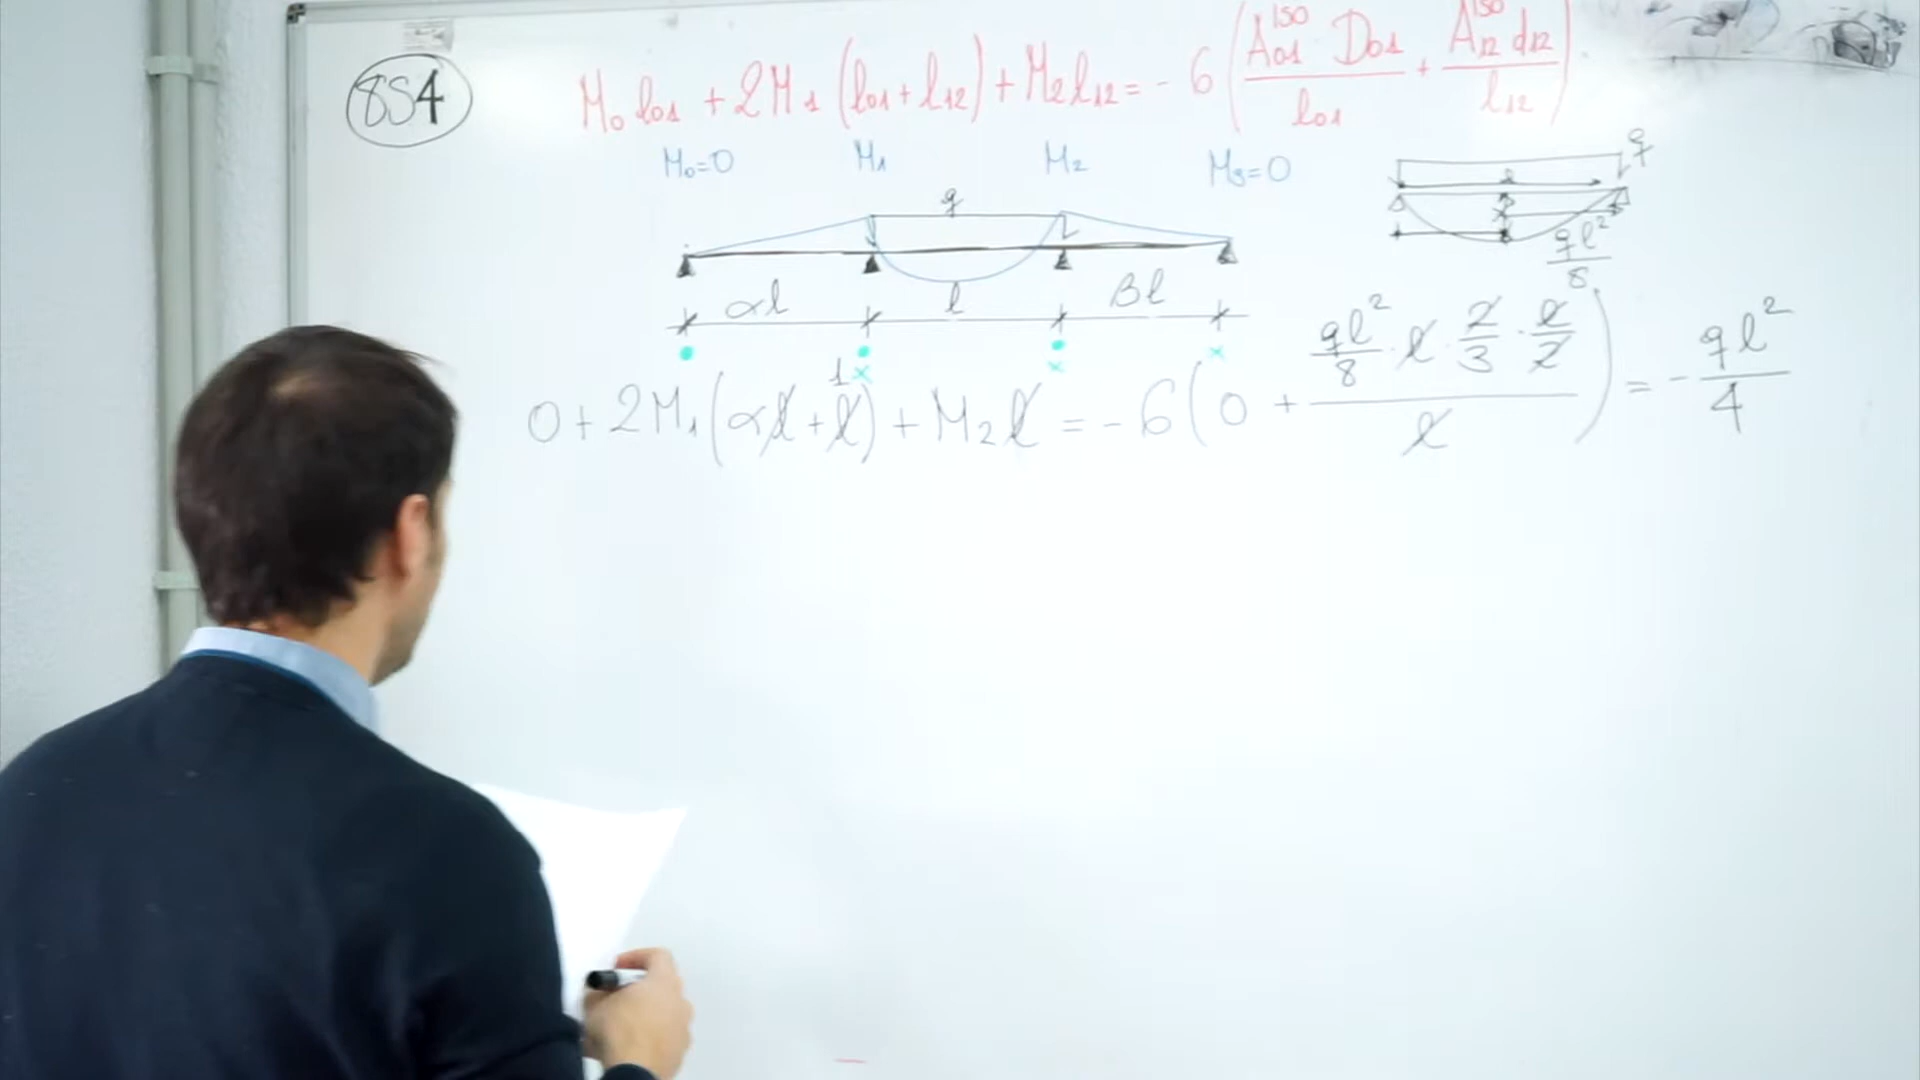 8S4
M₀ l₀₁ + 2M₁ (l₀₁ + l₁₂) + M₂ l₁₂ = - 6 (A₀₁ᴵˢᴼ · D₀₁ / l₀₁ + A₁₂ᴵˢᴼ d₁₂ / l₁₂)
M₀=0 M₁ M₂ M₃=0
q
q
l
ql²/8
αl l βl
1
0 + 2M₁ (αl + l) + M₂ l = - 6 (0 + ql²/8 · l · 2/3 · l/2 / l) = - ql²/4